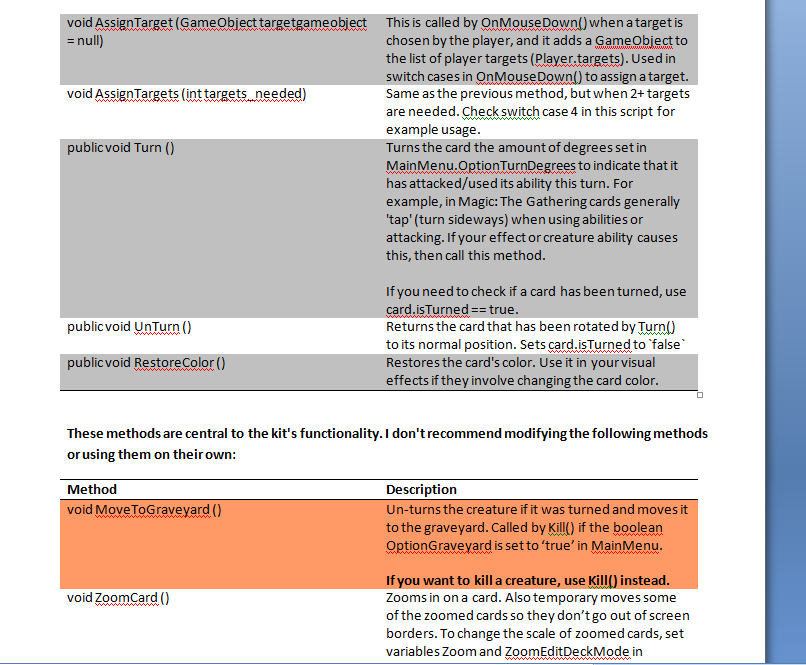 void AssignTarget (GameObject targetgameobject
= null)
This is called by OnMouseDown() when a target is
chosen by the player, and it adds a GameObject to
the list of player targets (Player.targets). Used in
switch cases in OnMouseDown() to assign a target.
void AssignTargets (int targets_needed)
Same as the previous method, but when 2+ targets
are needed. Check switch case 4 in this script for
example usage.
public void Turn ()
Turns the card the amount of degrees set in
MainMenu.OptionTurnDegrees to indicate that it
has attacked/used its ability this turn. For
example, in Magic: The Gathering cards generally
'tap' (turn sideways) when using abilities or
attacking. If your effect or creature ability causes
this, then call this method.
If you need to check if a card has been turned, use
card.isTurned == true.
public void UnTurn ()
Returns the card that has been rotated by Turn()
to its normal position. Sets card.isTurned to `false`
public void RestoreColor ()
Restores the card's color. Use it in your visual
effects if they involve changing the card color.
These methods are central to the kit's functionality. I don't recommend modifying the following methods
or using them on their own:
Method
Description
void MoveToGraveyard ()
Un-turns the creature if it was turned and moves it
to the graveyard. Called by Kill() if the boolean
OptionGraveyard is set to ‘true’ in MainMenu.
If you want to kill a creature, use Kill() instead.
void ZoomCard ()
Zooms in on a card. Also temporary moves some
of the zoomed cards so they don’t go out of screen
borders. To change the scale of zoomed cards, set
variables Zoom and ZoomEditDeckMode in